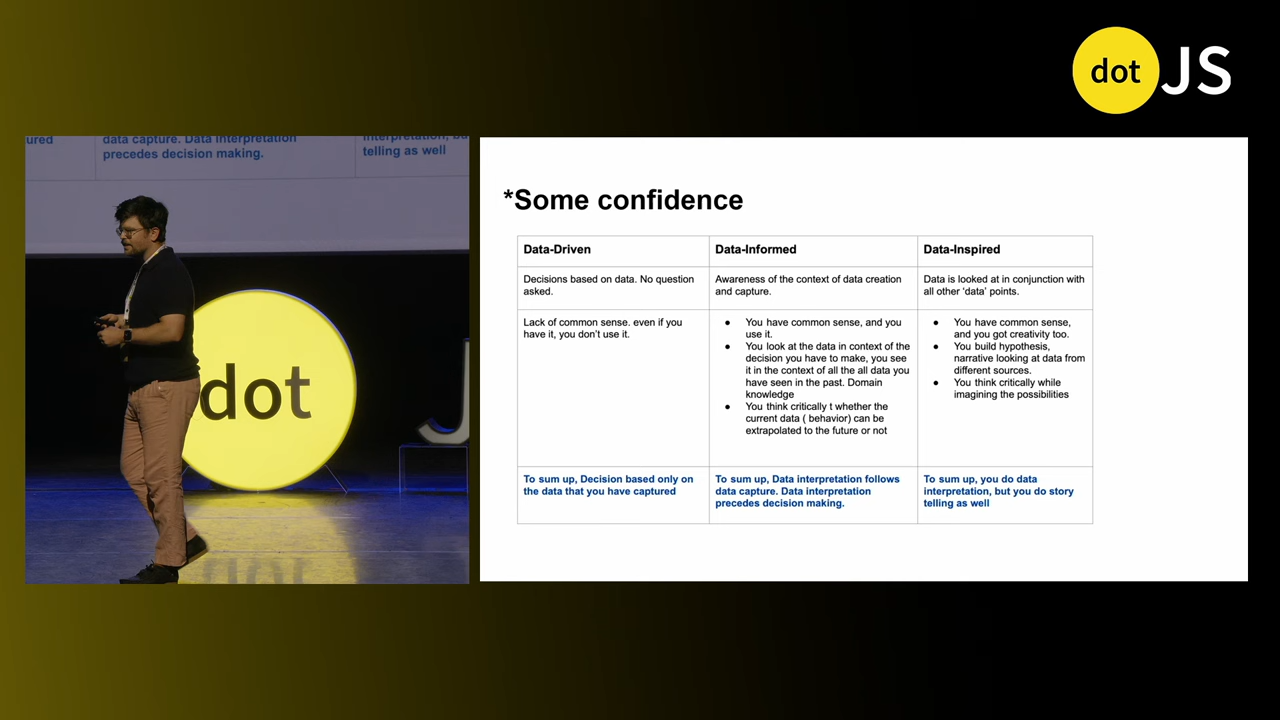 dot JS
ured
data capture. Data interpretation
precedes decision making.
telling as well
dot
J
*Some confidence
Data-Driven
Data-Informed
Data-Inspired
Decisions based on data. No question
asked.
Awareness of the context of data creation
and capture.
Data is looked at in conjunction with
all other 'data' points.
Lack of common sense. even if you
have it, you don't use it.
● You have common sense, and you
use it.
● You look at the data in context of the
decision you have to make, you see
it in the context of all the all data you
have seen in the past. Domain
knowledge
● You think critically t whether the
current data ( behavior) can be
extrapolated to the future or not
● You have common sense,
and you got creativity too.
● You build hypothesis,
narrative looking at data from
different sources.
● You think critically while
imagining the possibilities
To sum up, Decision based only on
the data that you have captured
To sum up, Data interpretation follows
data capture. Data interpretation
precedes decision making.
To sum up, you do data
interpretation, but you do story
telling as well